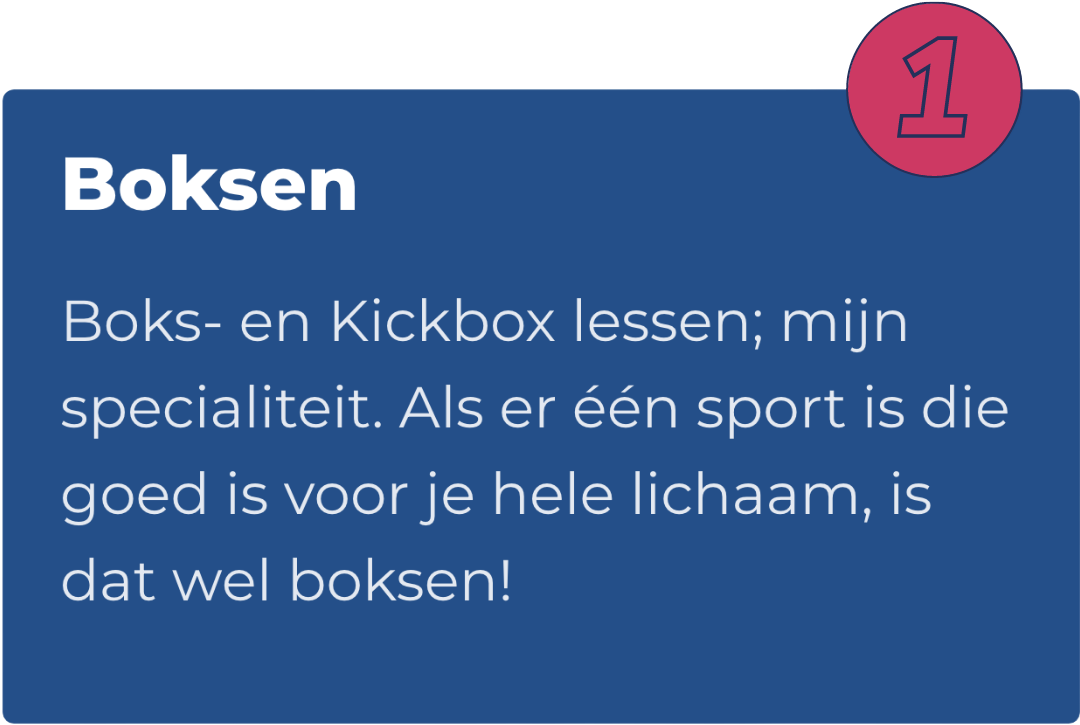 1
Boksen
Boks- en Kickbox lessen; mijn
specialiteit. Als er één sport is die
goed is voor je hele lichaam, is
dat wel boksen!